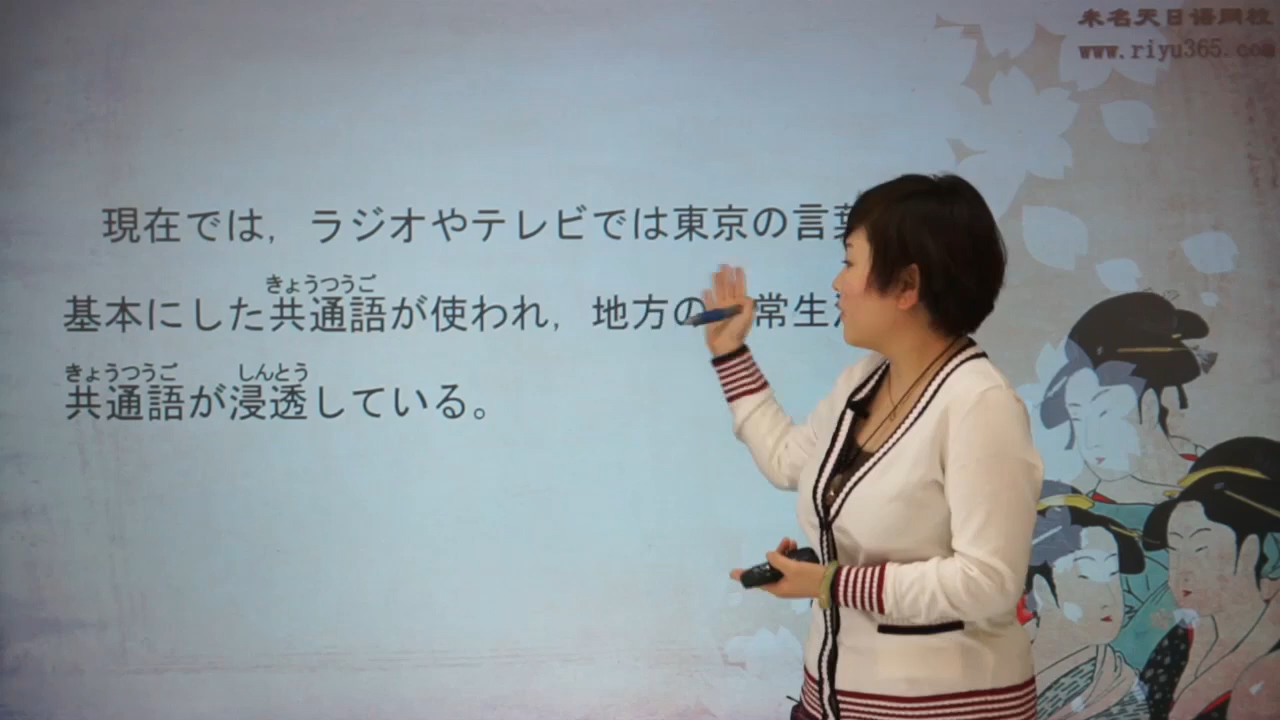 未名天日语网校
www.riyu365.com
現在では，ラジオやテレビでは東京の言葉
きょうつうご
基本にした共通語が使われ，地方の 常生
きょうつうご しんとう
共通語が浸透している。